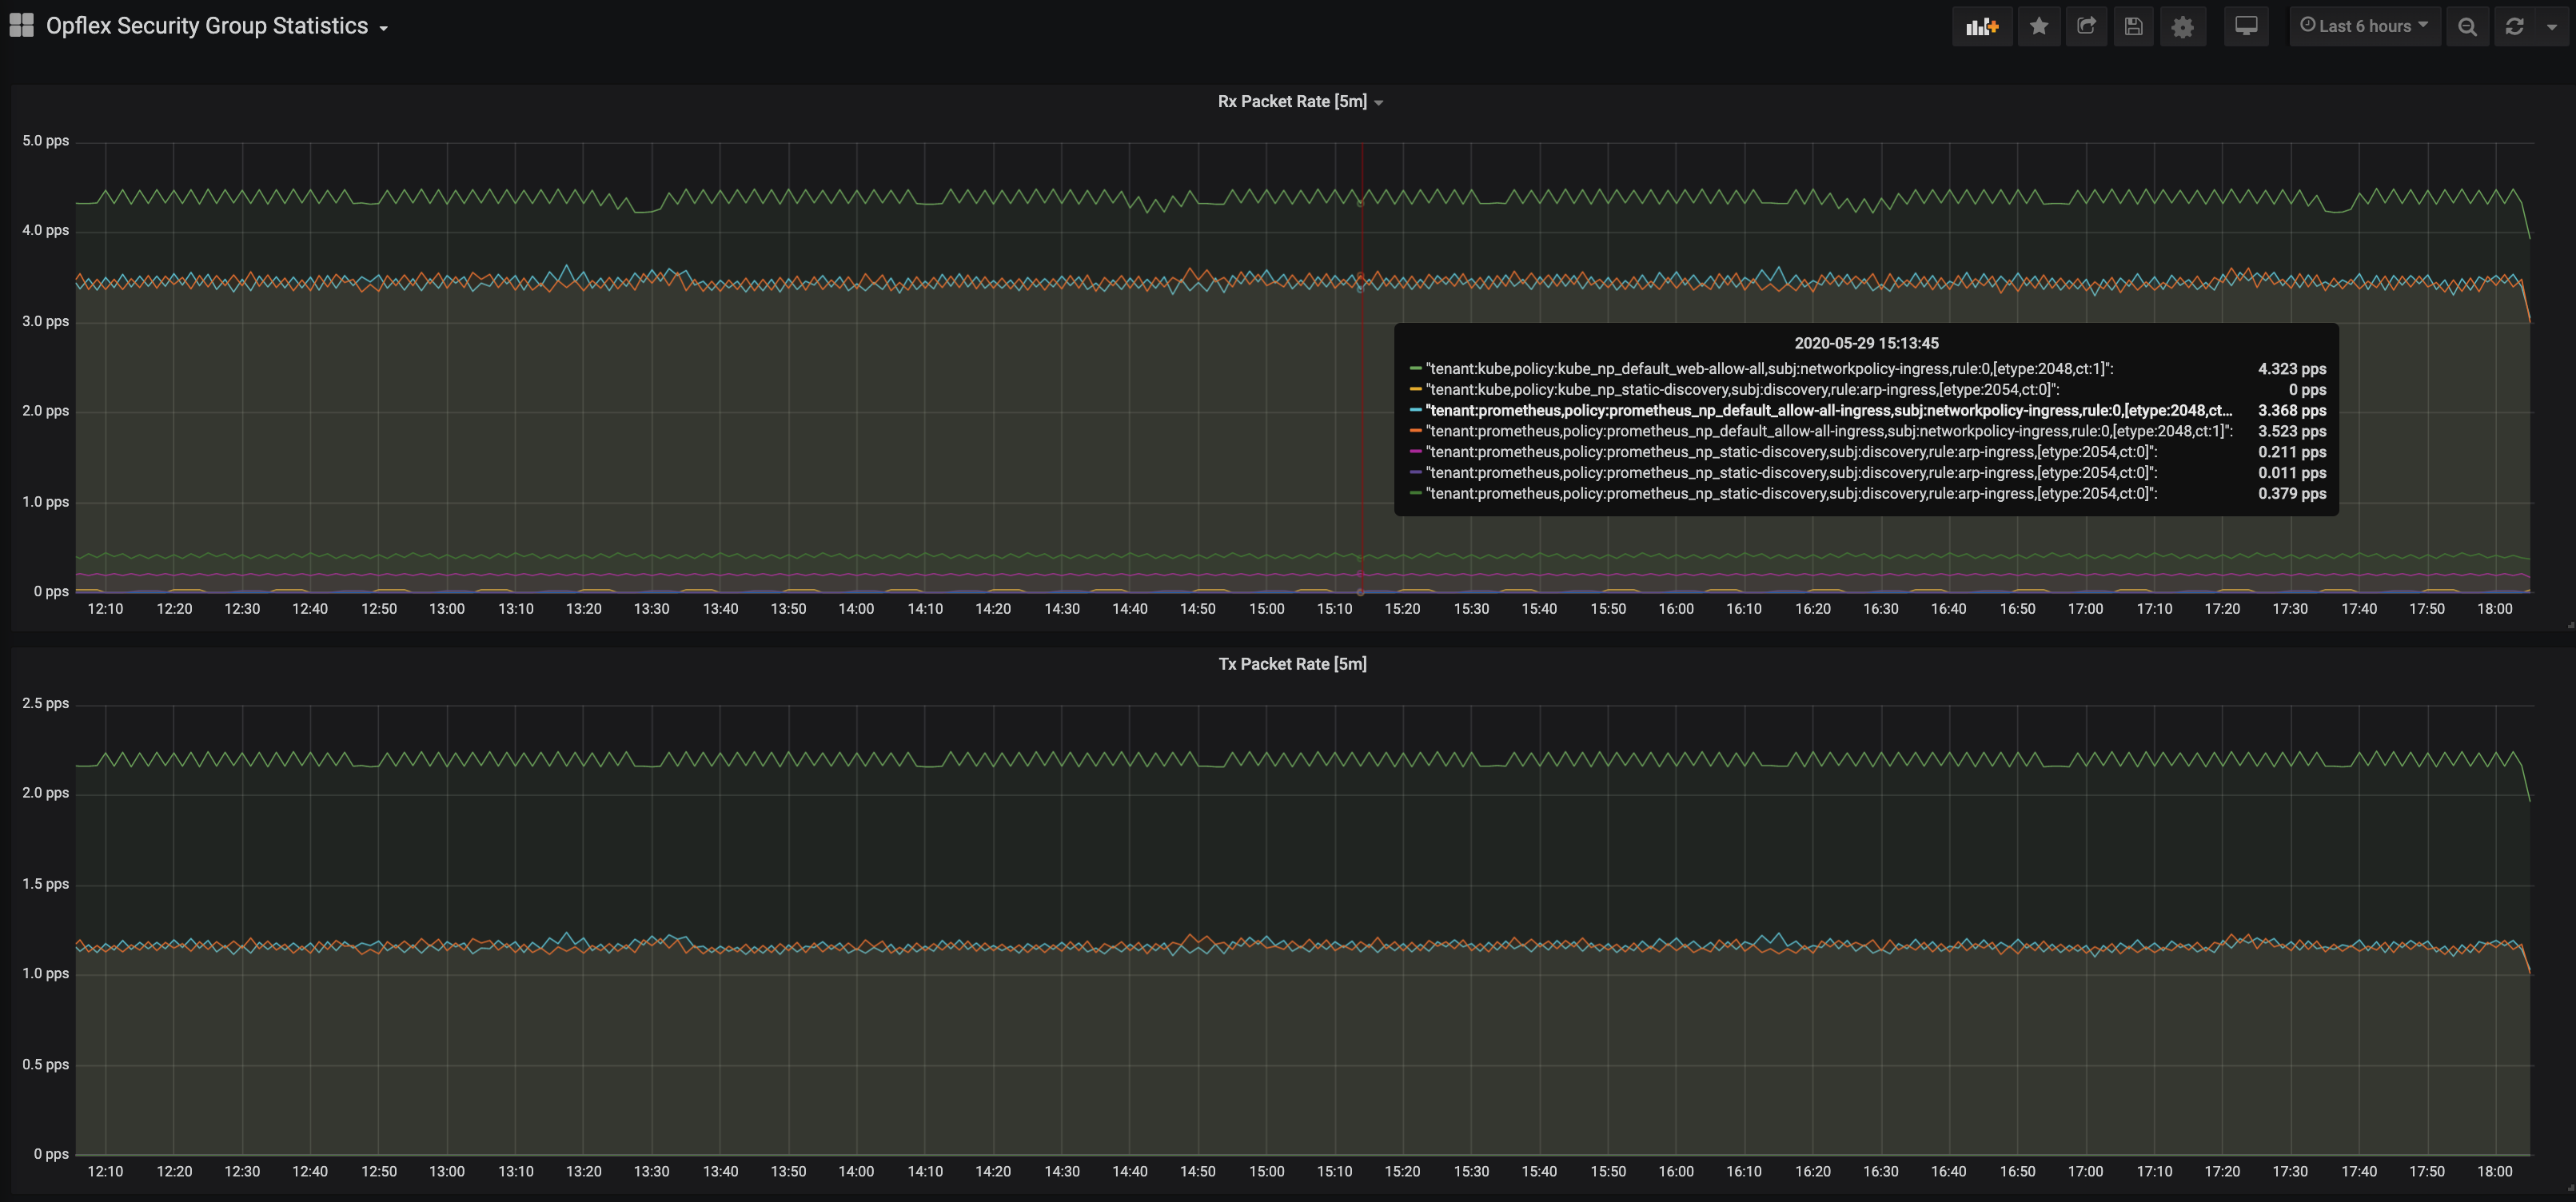 Opflex Security Group Statistics
Last 6 hours
Rx Packet Rate [5m]
5.0 pps
4.0 pps
3.0 pps
2.0 pps
1.0 pps
0 pps
2020-05-29 15:13:45
"tenant:kube,policy:kube_np_default_web-allow-all,subj:networkpolicy-ingress,rule:0,[etype:2048,ct:1]": 4.323 pps
"tenant:kube,policy:kube_np_static-discovery,subj:discovery,rule:arp-ingress,[etype:2054,ct:0]": 0 pps
"tenant:prometheus,policy:prometheus_np_default_allow-all-ingress,subj:networkpolicy-ingress,rule:0,[etype:2048,ct... 3.368 pps
"tenant:prometheus,policy:prometheus_np_default_allow-all-ingress,subj:networkpolicy-ingress,rule:0,[etype:2048,ct:1]": 3.523 pps
"tenant:prometheus,policy:prometheus_np_static-discovery,subj:discovery,rule:arp-ingress,[etype:2054,ct:0]": 0.211 pps
"tenant:prometheus,policy:prometheus_np_static-discovery,subj:discovery,rule:arp-ingress,[etype:2054,ct:0]": 0.011 pps
"tenant:prometheus,policy:prometheus_np_static-discovery,subj:discovery,rule:arp-ingress,[etype:2054,ct:0]": 0.379 pps
12:10 12:20 12:30 12:40 12:50 13:00 13:10 13:20 13:30 13:40 13:50 14:00 14:10 14:20 14:30 14:40 14:50 15:00 15:10 15:20 15:30 15:40 15:50 16:00 16:10 16:20 16:30 16:40 16:50 17:00 17:10 17:20 17:30 17:40 17:50 18:00
Tx Packet Rate [5m]
2.5 pps
2.0 pps
1.5 pps
1.0 pps
0.5 pps
0 pps
12:10 12:20 12:30 12:40 12:50 13:00 13:10 13:20 13:30 13:40 13:50 14:00 14:10 14:20 14:30 14:40 14:50 15:00 15:10 15:20 15:30 15:40 15:50 16:00 16:10 16:20 16:30 16:40 16:50 17:00 17:10 17:20 17:30 17:40 17:50 18:00